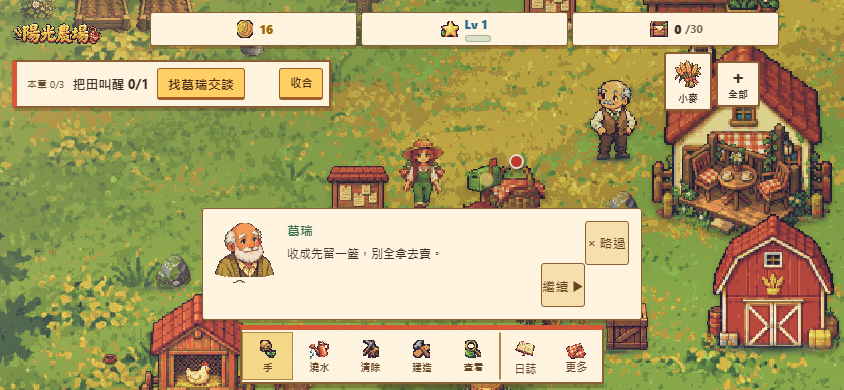 陽光農場
16
Lv 1
0 /30
本章 0/3 把田叫醒 0/1 找葛瑞交談 收合
小麥
+
全部
葛瑞
收成先留一籃，別全拿去賣。
× 略過
繼續 ▶
手 澆水 清除 建造 查看 日誌 更多